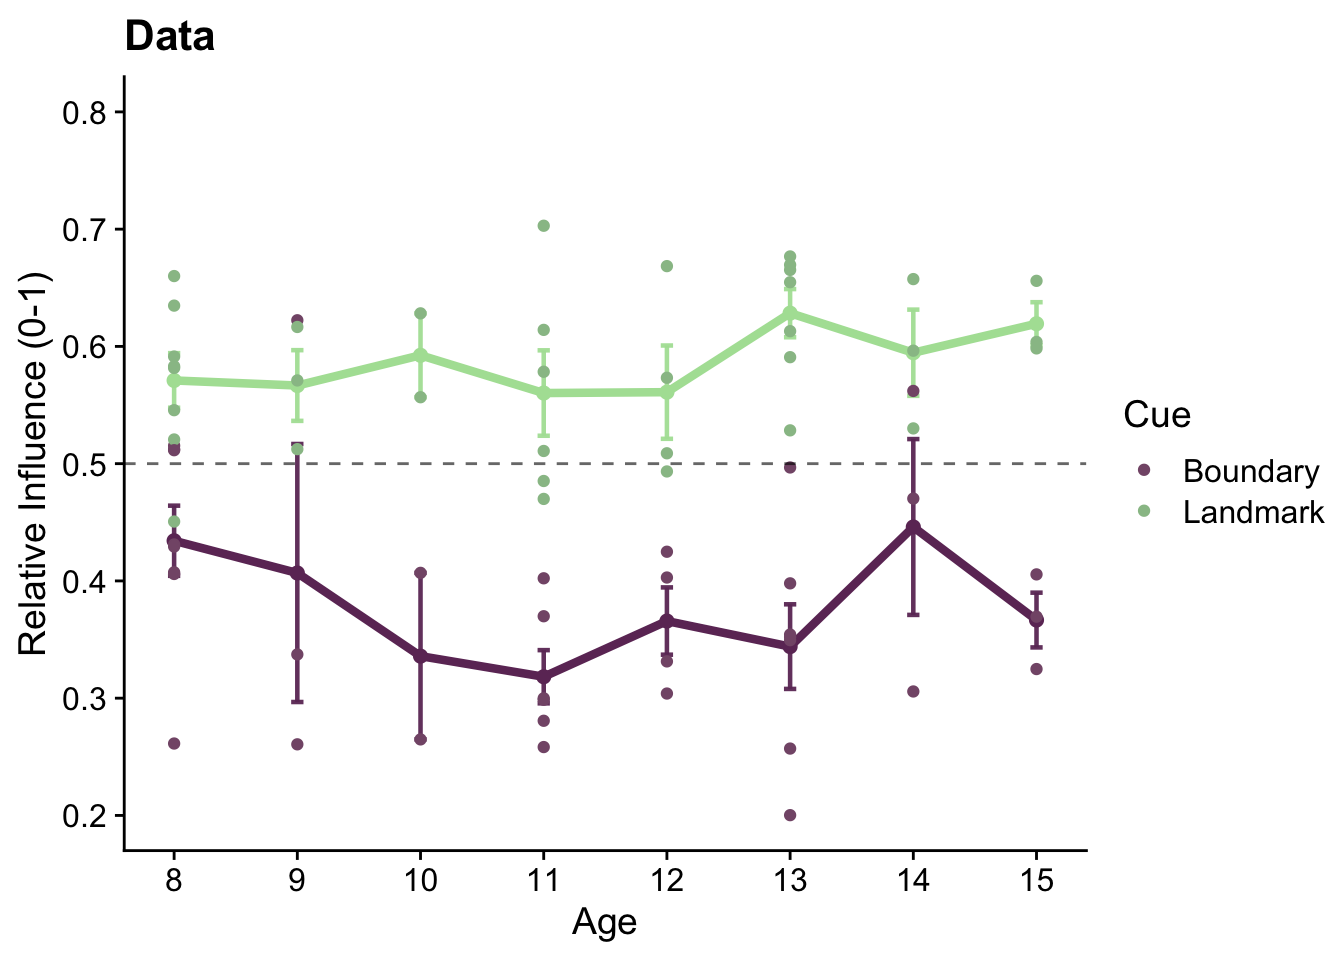 Data
Relative Influence (0-1)
0.8
0.7
0.6
0.5
0.4
0.3
0.2
8 9 10 11 12 13 14 15
Age
Cue
Boundary
Landmark